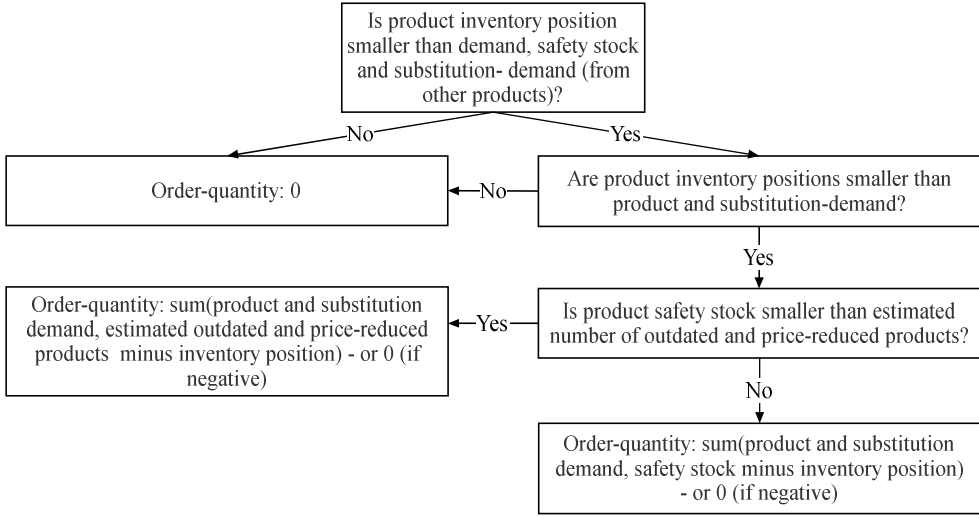 Is product inventory position
smaller than demand, safety stock
and substitution- demand (from
other products)?
No
Yes
Order-quantity: 0
No
Are product inventory positions smaller than
product and substitution-demand?
Yes
Order-quantity: sum(product and substitution
demand, estimated outdated and price-reduced
products minus inventory position) - or 0 (if
negative)
Yes
Is product safety stock smaller than estimated
number of outdated and price-reduced products?
No
Order-quantity: sum(product and substitution
demand, safety stock minus inventory position)
- or 0 (if negative)